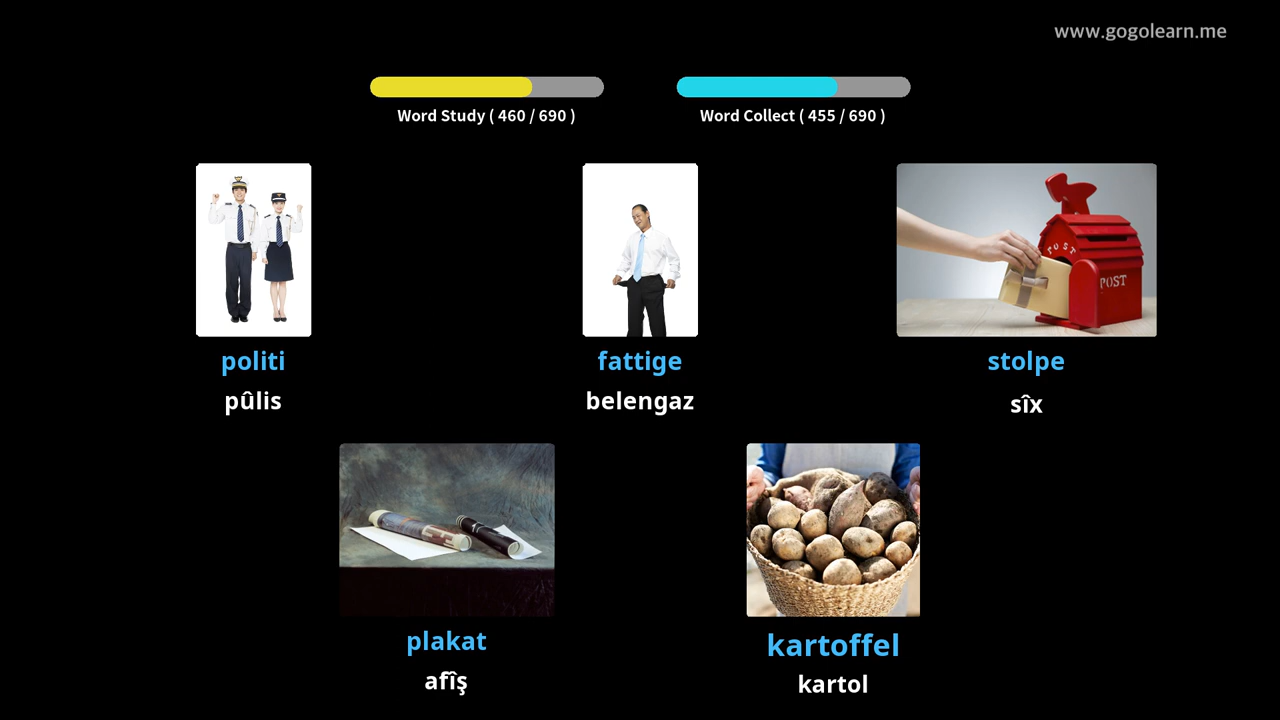 www.gogolearn.me
Word Study ( 460 / 690 )
Word Collect ( 455 / 690 )
POST
POST
politi
fattige
stolpe
pûlis
belengaz
sîx
plakat
kartoffel
afîş
kartol